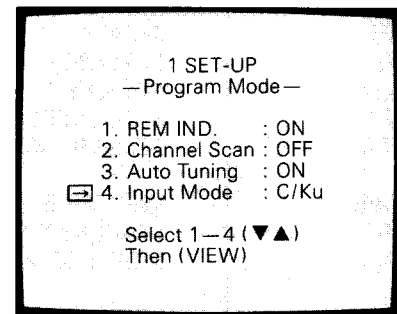 1 SET-UP
—Program Mode—
1. REM IND. : ON
2. Channel Scan : OFF
3. Auto Tuning : ON
→ 4. Input Mode : C/Ku
Select 1—4 (▼▲)
Then (VIEW)